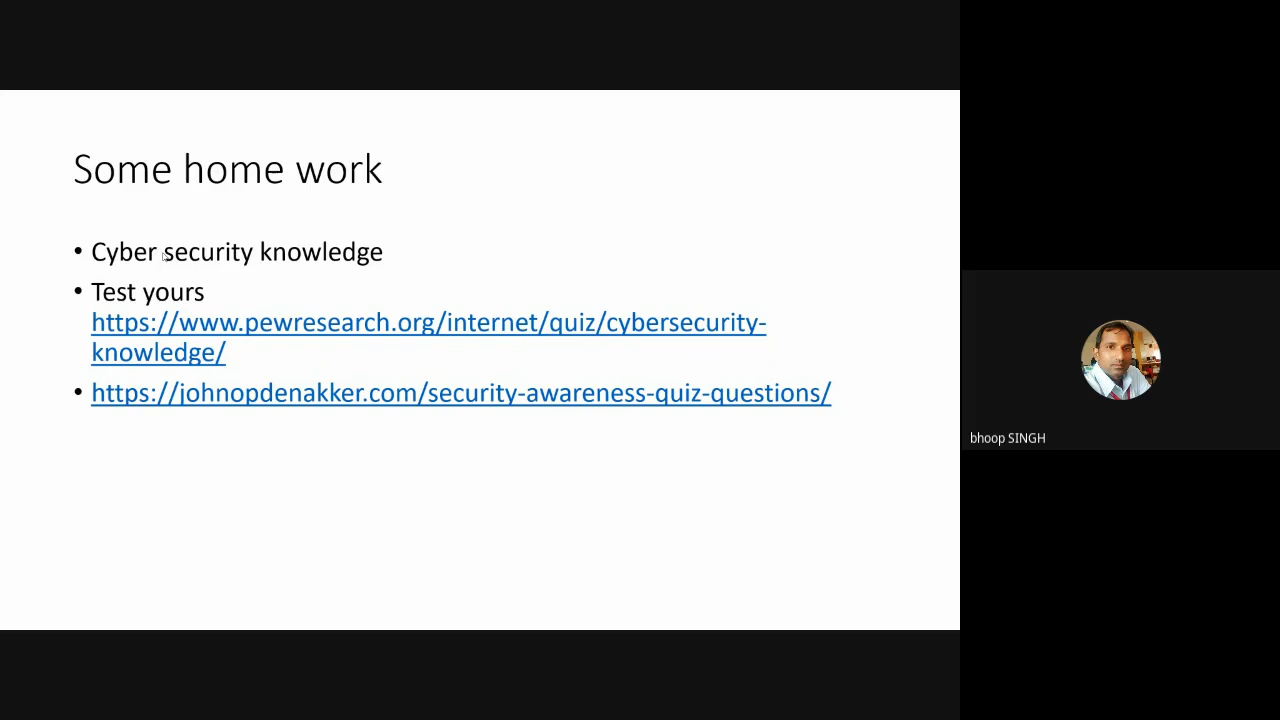 Some home work
• Cyber security knowledge
• Test yours
https://www.pewresearch.org/internet/quiz/cybersecurity-
knowledge/
• https://johnopdenakker.com/security-awareness-quiz-questions/
bhoop SINGH